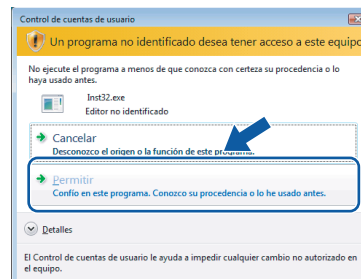 Control de cuentas de usuario
Un programa no identificado desea tener acceso a este equipo
No ejecute el programa a menos de que conozca con certeza su procedencia o lo
haya usado antes.
Inst32.exe
Editor no identificado
Cancelar
Desconozco el origen o la función de este programa.
Permitir
Confío en este programa. Conozco su procedencia o lo he usado antes.
Detalles
El Control de cuentas de usuario le ayuda a impedir cualquier cambio no autorizado en
el equipo.